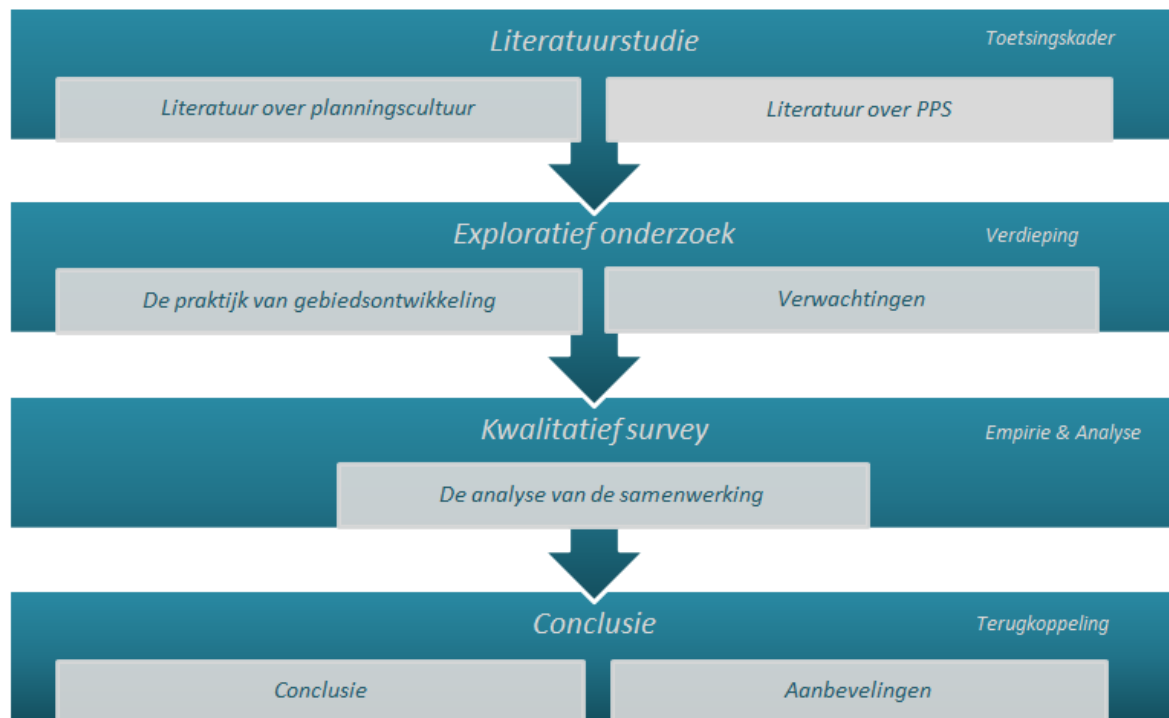 Literatuurstudie
Toetsingskader
Literatuur over planningscultuur
Literatuur over PPS
Exploratief onderzoek
Verdieping
De praktijk van gebiedsontwikkeling
Verwachtingen
Kwalitatief survey
Empirie & Analyse
De analyse van de samenwerking
Conclusie
Terugkoppeling
Conclusie
Aanbevelingen